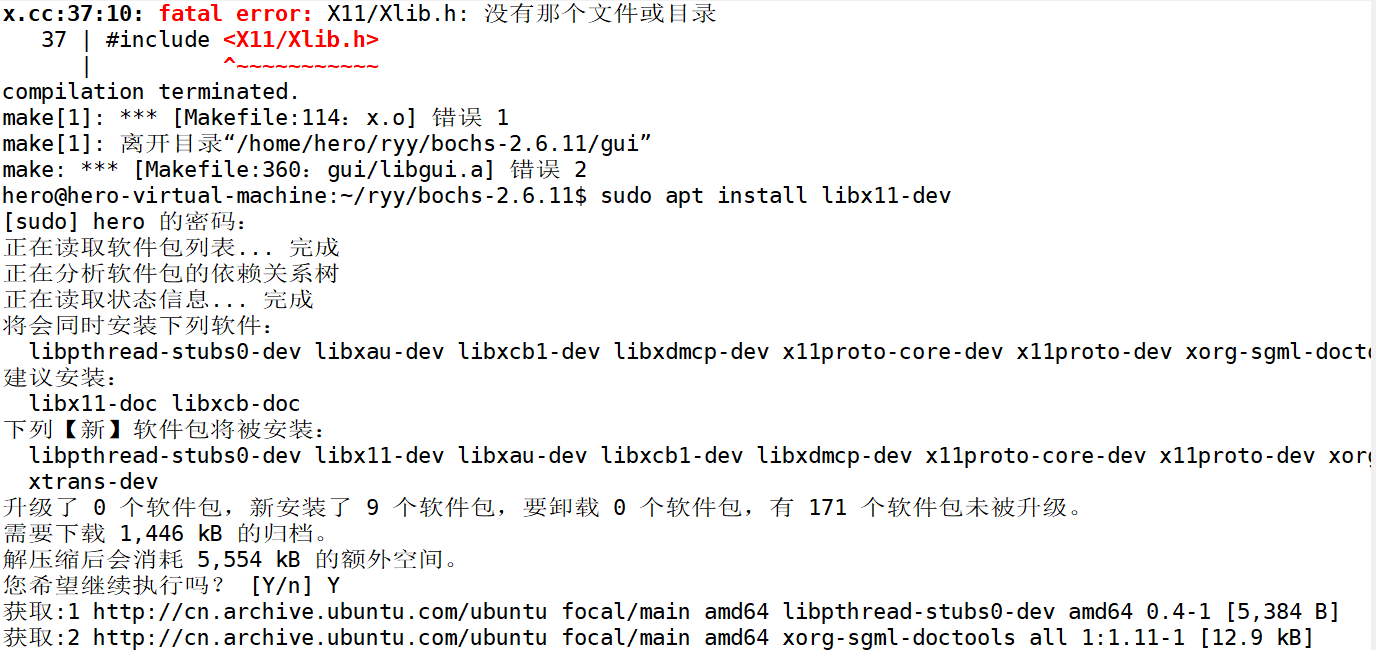 x.cc:37:10: fatal error: X11/Xlib.h: 没有那个文件或目录
   37 | #include <X11/Xlib.h>
      |          ^~~~~~~~~~~~
compilation terminated.
make[1]: *** [Makefile:114：x.o] 错误 1
make[1]: 离开目录“/home/hero/ryy/bochs-2.6.11/gui”
make: *** [Makefile:360：gui/libgui.a] 错误 2
hero@hero-virtual-machine:~/ryy/bochs-2.6.11$ sudo apt install libx11-dev
[sudo] hero 的密码：
正在读取软件包列表... 完成
正在分析软件包的依赖关系树
正在读取状态信息... 完成
将会同时安装下列软件：
  libpthread-stubs0-dev libxau-dev libxcb1-dev libxdmcp-dev x11proto-core-dev x11proto-dev
建议安装：
  libx11-doc libxcb-doc
下列【新】软件包将被安装：
  libpthread-stubs0-dev libx11-dev libxau-dev libxcb1-dev libxdmcp-dev x11proto-core-dev x11proto-dev
  xtrans-dev
升级了 0 个软件包，新安装了 9 个软件包，要卸载 0 个软件包，有 171 个软件包未被升级。
需要下载 1,446 kB 的归档。
解压缩后会消耗 5,554 kB 的额外空间。
您希望继续执行吗？ [Y/n] Y
获取:1 http://cn.archive.ubuntu.com/ubuntu focal/main amd64 libpthread-stubs0-dev amd64 0.4-1 [5,384 B]
获取:2 http://cn.archive.ubuntu.com/ubuntu focal/main amd64 xorg-sgml-doctools all 1:1.11-1 [12.9 kB]